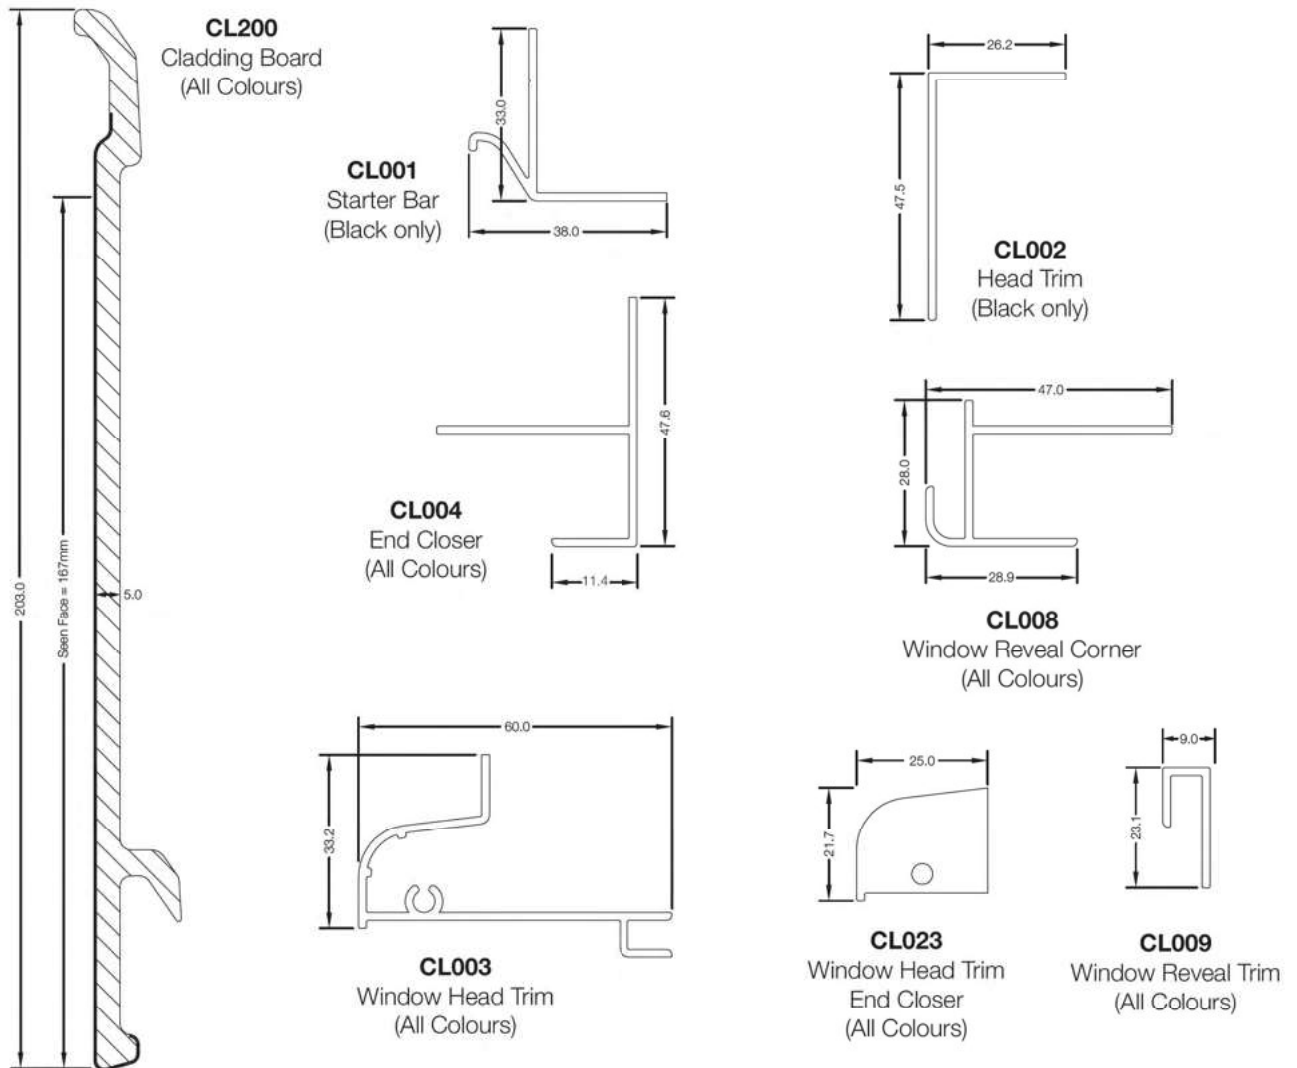 CL200
Cladding Board
(All Colours)
203.0
Seen Face = 167mm
5.0
33.0
38.0
CL001
Starter Bar
(Black only)
26.2
47.5
CL002
Head Trim
(Black only)
47.6
11.4
CL004
End Closer
(All Colours)
47.0
28.0
28.9
CL008
Window Reveal Corner
(All Colours)
60.0
33.2
CL003
Window Head Trim
(All Colours)
25.0
21.7
CL023
Window Head Trim
End Closer
(All Colours)
9.0
23.1
CL009
Window Reveal Trim
(All Colours)